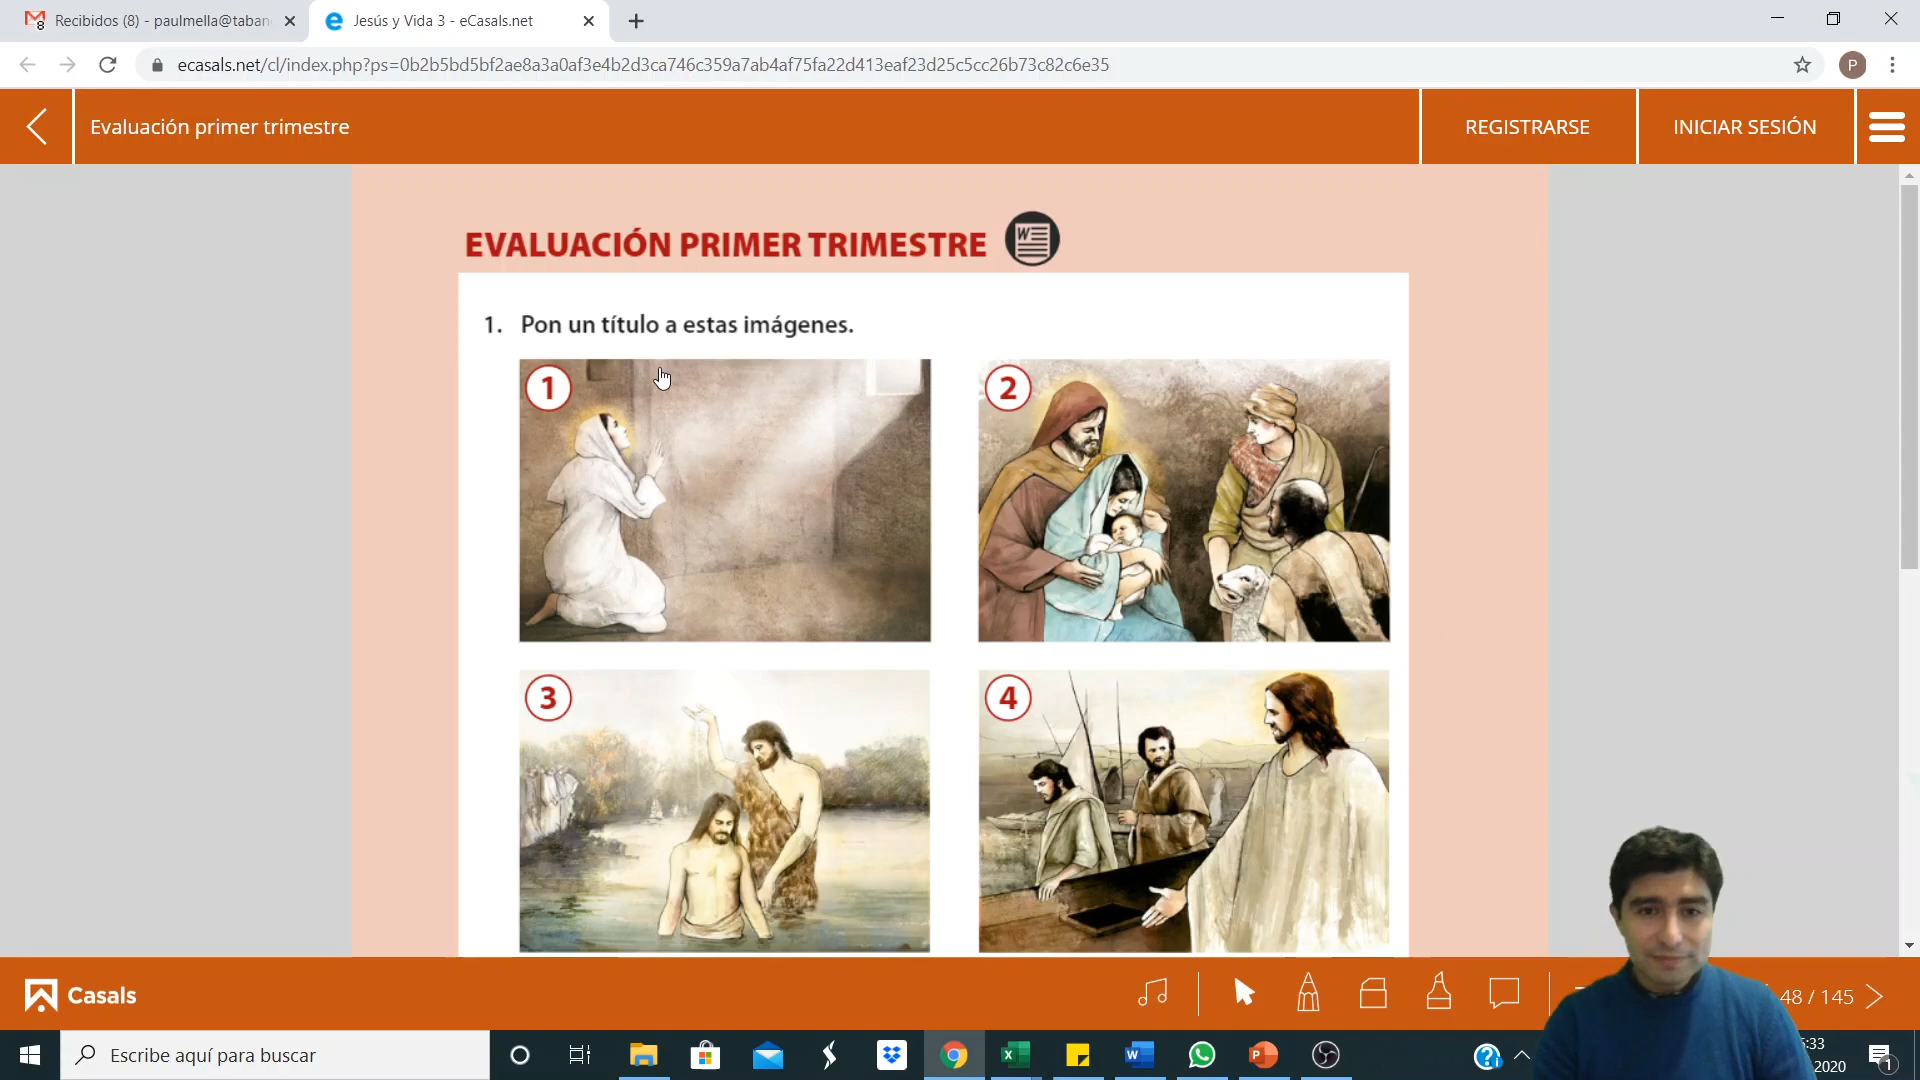 Recibidos (8) - paulmella@taban
Jesús y Vida 3 - eCasals.net
ecasals.net/cl/index.php?ps=0b2b5bd5bf2ae8a3a0af3e4b2d3ca746c359a7ab4af75fa22d413eaf23d25c5cc26b73c82c6e35
P
Evaluación primer trimestre
REGISTRARSE
INICIAR SESIÓN
EVALUACIÓN PRIMER TRIMESTRE
W
1. Pon un título a estas imágenes.
1
2
3
4
Casals
48 / 145
Escribe aquí para buscar
:33
2020
1